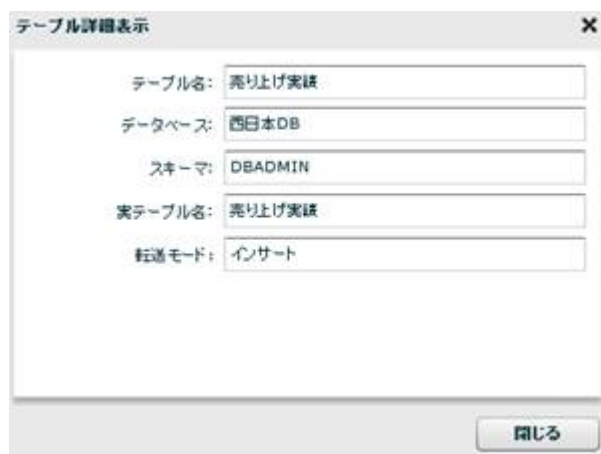 テーブル詳細表示
テーブル名: 売り上げ実績
データベース: 西日本DB
スキーマ: DBADMIN
実テーブル名: 売り上げ実績
転送モード: インサート
閉じる